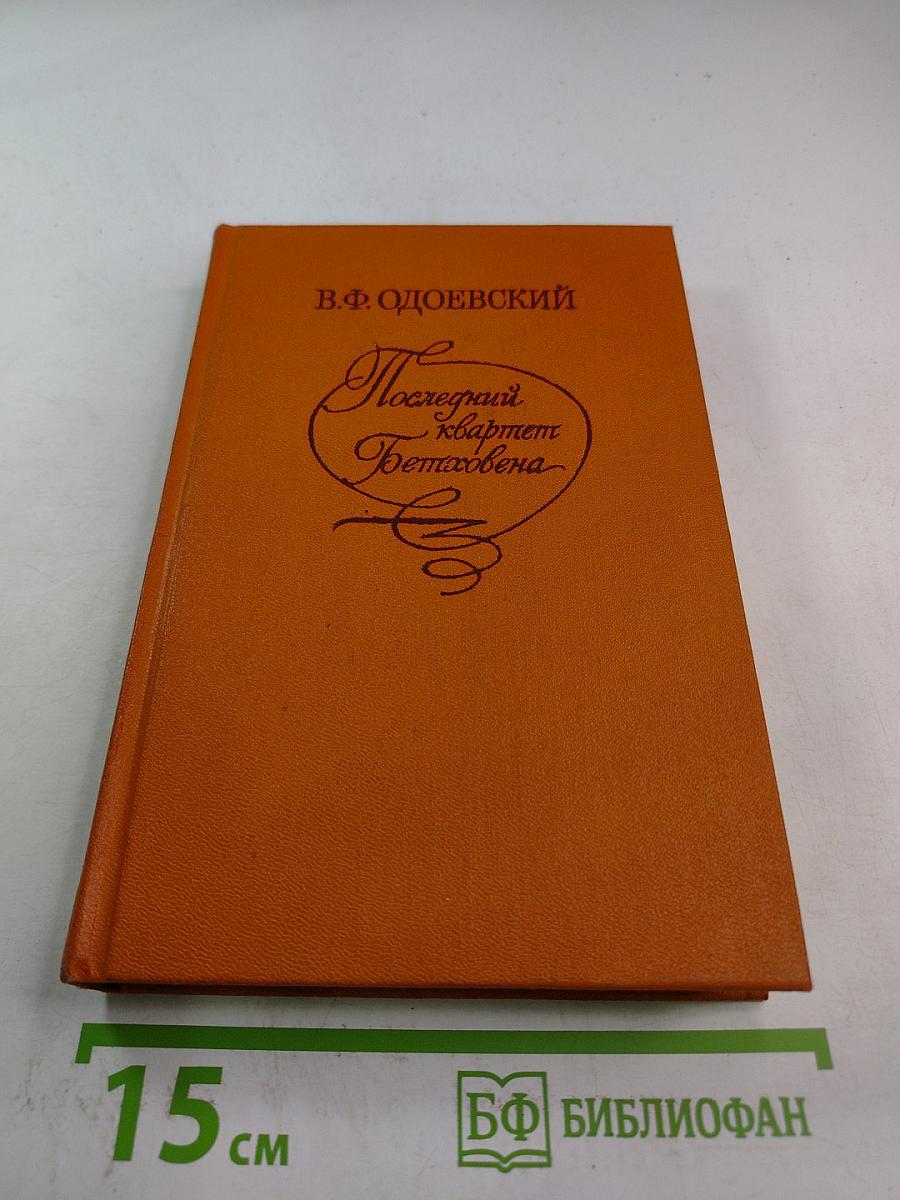 В.Ф. ОДОЕВСКИЙ
Последний
квартет
Бетховена
15 см
БФ БИБЛИОФАН